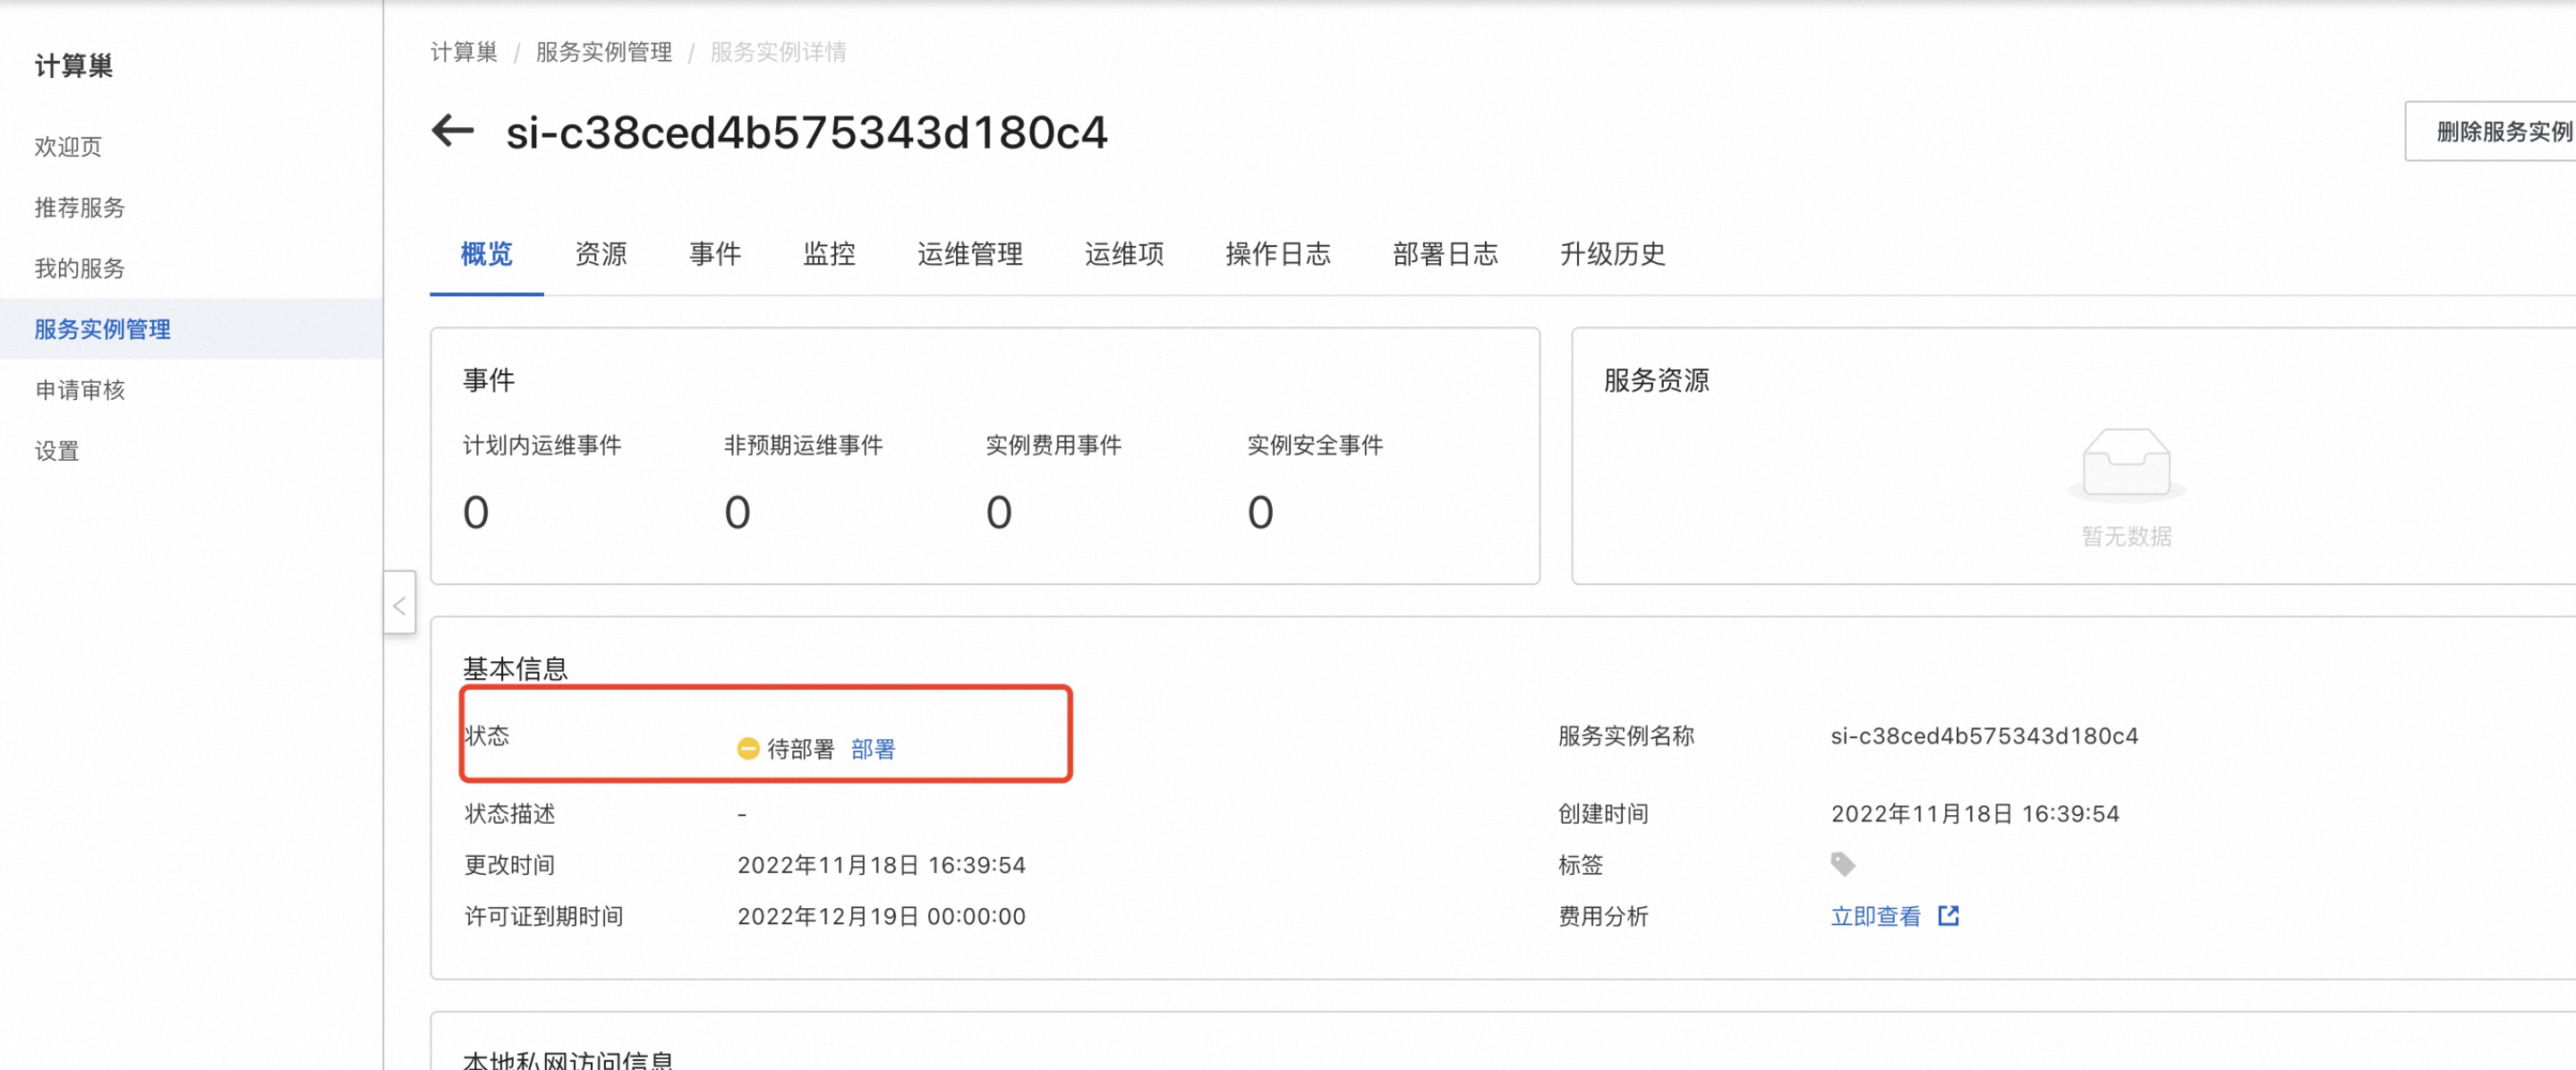 计算巢
欢迎页
推荐服务
我的服务
服务实例管理
申请审核
设置
计算巢 / 服务实例管理 / 服务实例详情
si-c38ced4b575343d180c4
删除服务实例
概览 资源 事件 监控 运维管理 运维项 操作日志 部署日志 升级历史
事件
计划内运维事件 非预期运维事件 实例费用事件 实例安全事件
0 0 0 0
服务资源
暂无数据
基本信息
状态 待部署 部署 服务实例名称 si-c38ced4b575343d180c4
状态描述 - 创建时间 2022年11月18日 16:39:54
更改时间 2022年11月18日 16:39:54 标签
许可证到期时间 2022年12月19日 00:00:00 费用分析 立即查看
本地私网访问信息